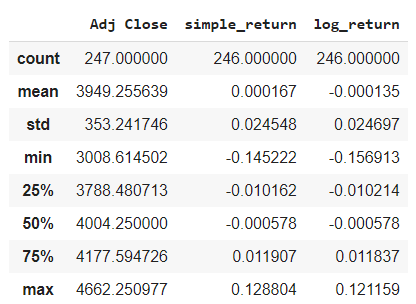 Adj Close simple_return log_return
count 247.000000 246.000000 246.000000
mean 3949.255639 0.000167 -0.000135
std 353.241746 0.024548 0.024697
min 3008.614502 -0.145222 -0.156913
25% 3788.480713 -0.010162 -0.010214
50% 4004.250000 -0.000578 -0.000578
75% 4177.594726 0.011907 0.011837
max 4662.250977 0.128804 0.121159